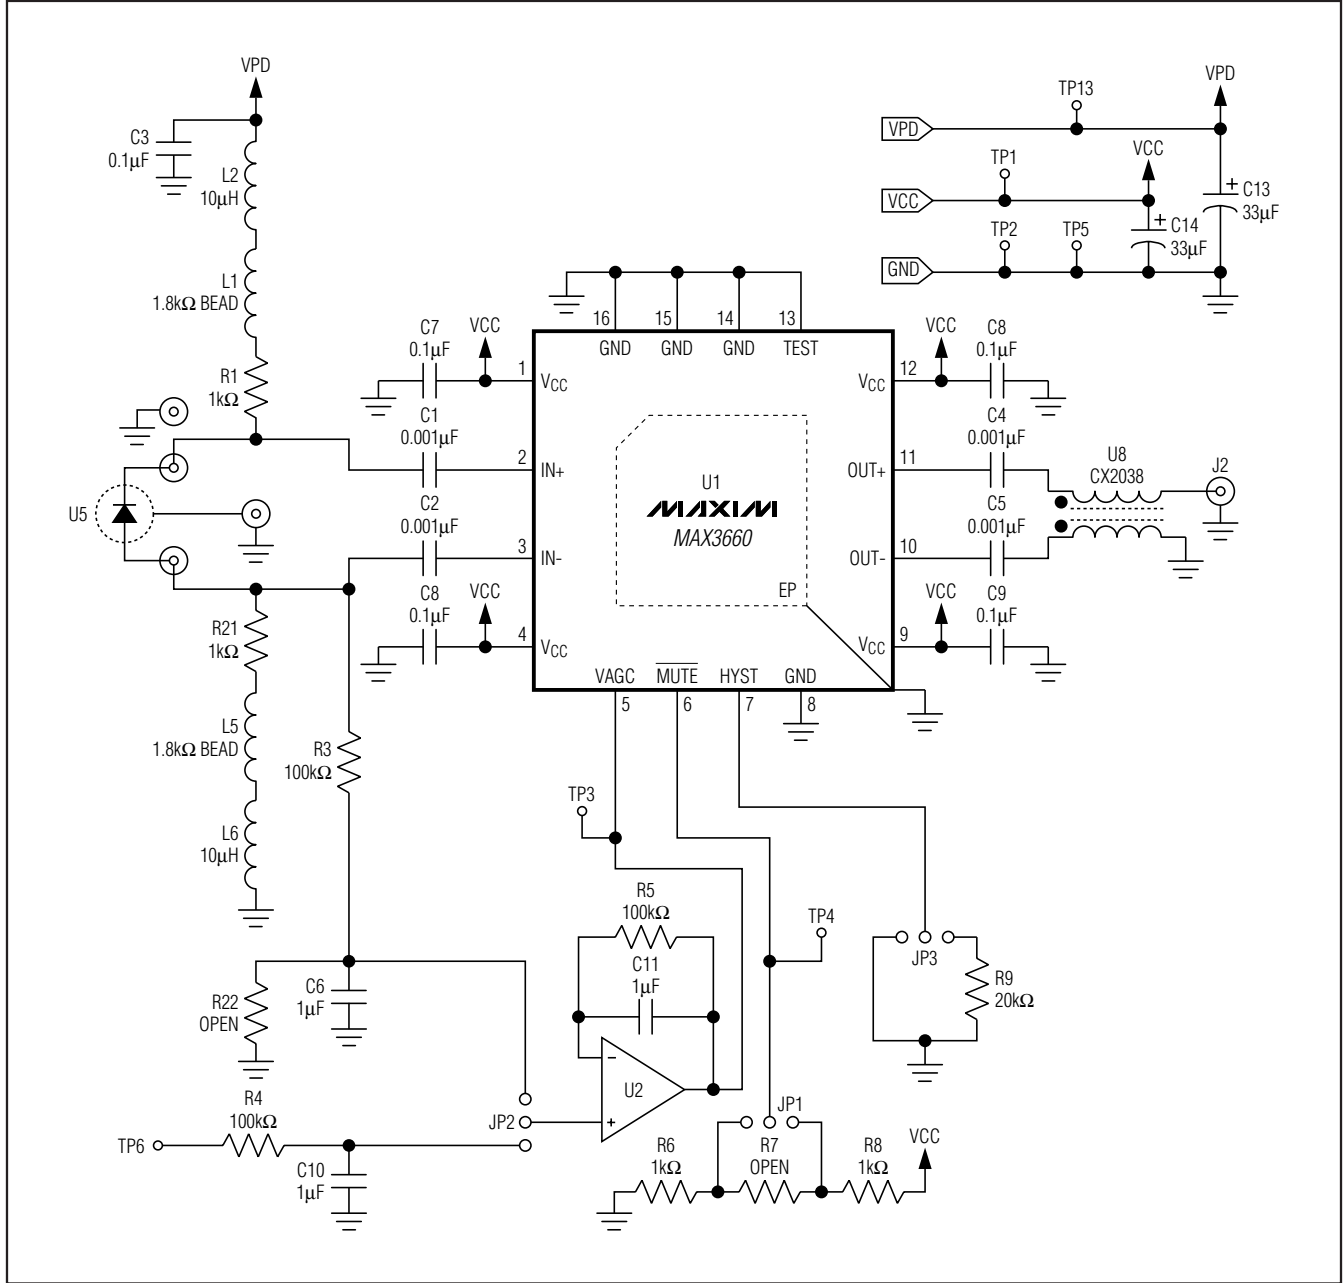 VPD
C3
0.1µF
L2
10µH
L1
1.8kΩ BEAD
R1
1kΩ
U5
R21
1kΩ
L5
1.8kΩ BEAD
L6
10µH
R3
100kΩ
R22
OPEN
C6
1µF
R4
100kΩ
TP6
C10
1µF
JP2
VPD
TP13
VPD
VCC
TP1
VCC
GND
TP2
TP5
+
C14
33µF
+
C13
33µF
C7
0.1µF
VCC
C1
0.001µF
C2
0.001µF
C8
0.1µF
VCC
16
15
14
13
GND
GND
GND
TEST
1
VCC
2
IN+
3
IN-
4
VCC
U1
MAXIM
MAX3660
EP
12
VCC
11
OUT+
10
OUT-
9
VCC
VAGC
MUTE
HYST
GND
5
6
7
8
VCC
C8
0.1µF
C4
0.001µF
C5
0.001µF
VCC
C9
0.1µF
U8
CX2038
J2
TP3
R5
100kΩ
C11
1µF
-
+
U2
TP4
JP3
R9
20kΩ
JP1
R6
1kΩ
R7
OPEN
R8
1kΩ
VCC